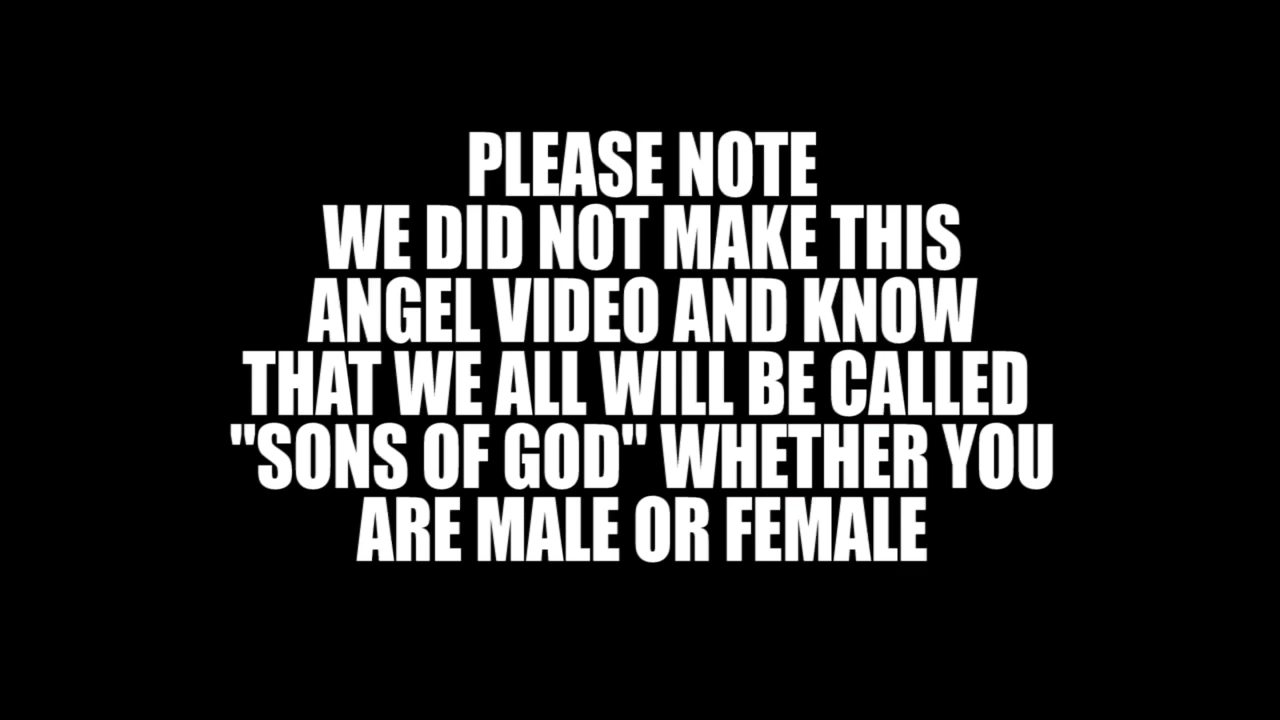 PLEASE NOTE
WE DID NOT MAKE THIS
ANGEL VIDEO AND KNOW
THAT WE ALL WILL BE CALLED
"SONS OF GOD" WHETHER YOU
ARE MALE OR FEMALE